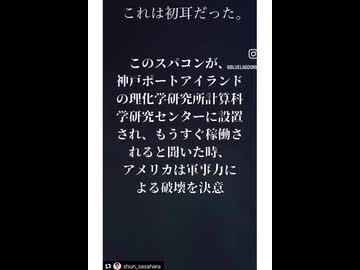 これは初耳だった。
@BLUELAGOONN
このスパコンが、
神戸ポートアイランド
の理化学研究所計算科
学研究センターに設置
され、もうすぐ稼働さ
れると聞いた時、
アメリカは軍事力に
よる破壊を決意
shun_sasahara